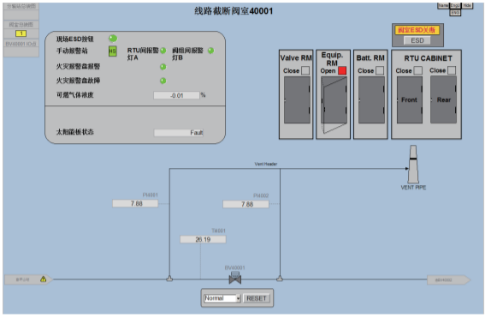 线路截断阀室40001
现场ESD按钮
手动报警站 HS RTU间报警灯A 阀组间报警灯B
火灾报警盘报警
火灾报警盘故障
可燃气体浓度 -0.01 %
太阳能板状态 Fault
阀室ESD关断
ESD
Valve RM Equip. RM Batt. RM RTU CABINET
Close Open Close Close Close
Front Rear
Vent Header
VENT PIPE
7.88 7.88
26.19
Normal RESET
1